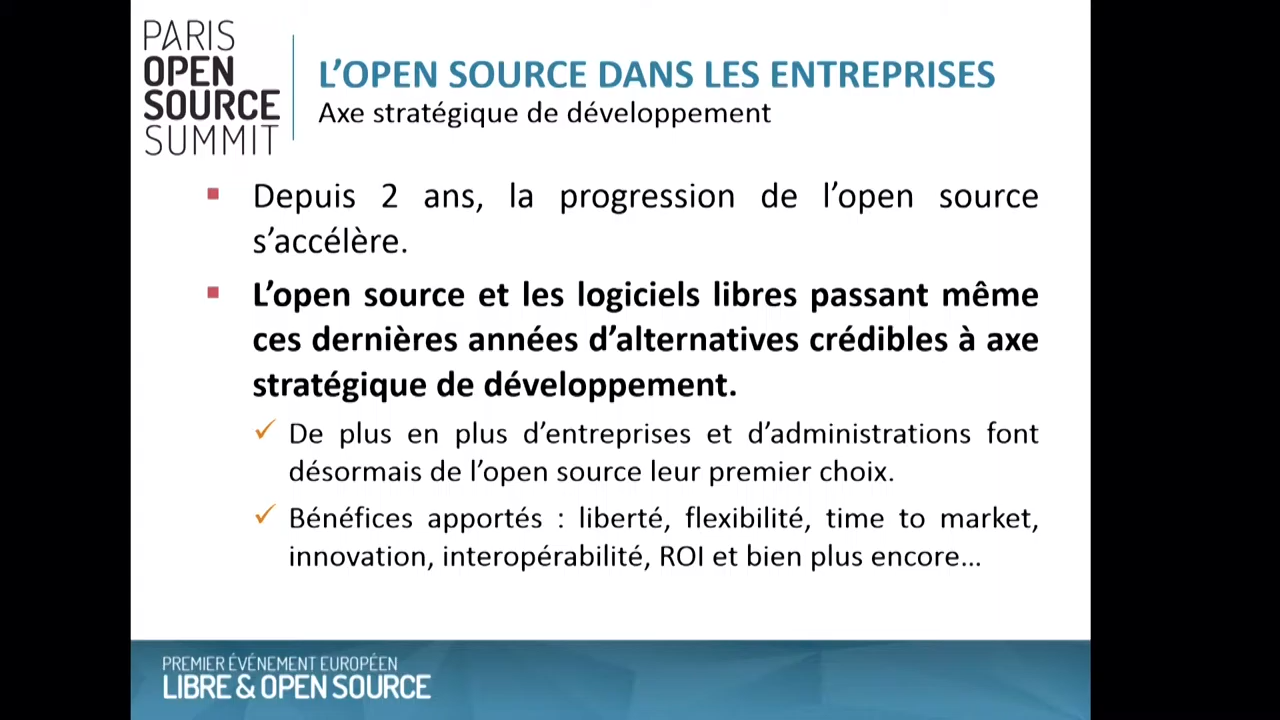 PARIS
OPEN
SOURCE
SUMMIT
L’OPEN SOURCE DANS LES ENTREPRISES
Axe stratégique de développement
Depuis 2 ans, la progression de l’open source
s’accélère.
L’open source et les logiciels libres passant même
ces dernières années d’alternatives crédibles à axe
stratégique de développement.
De plus en plus d’entreprises et d’administrations font
désormais de l’open source leur premier choix.
Bénéfices apportés : liberté, flexibilité, time to market,
innovation, interopérabilité, ROI et bien plus encore…
PREMIER ÉVÉNEMENT EUROPÉEN
LIBRE & OPEN SOURCE